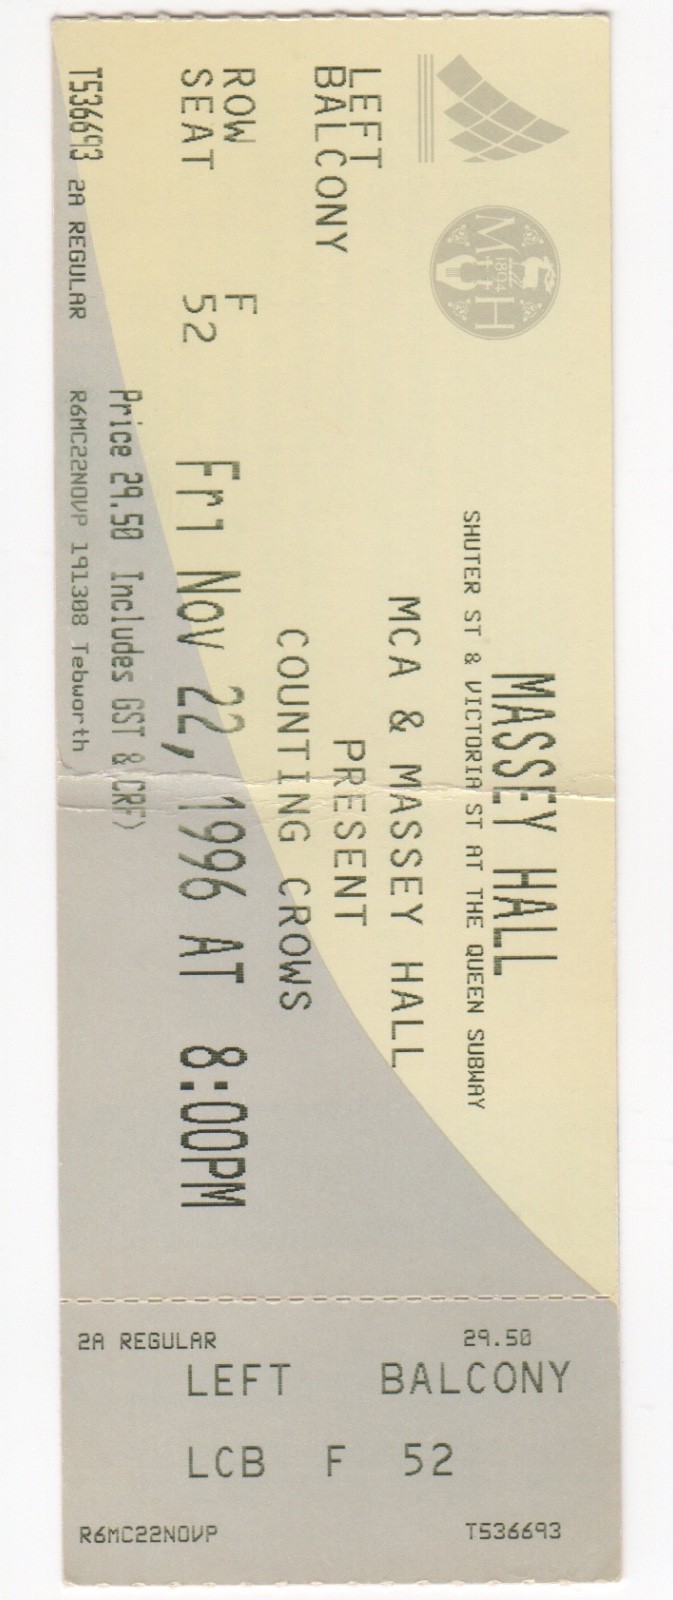 M H
1894
MASSEY HALL
SHUTER ST & VICTORIA ST AT THE QUEEN SUBWAY
MCA & MASSEY HALL
PRESENT
COUNTING CROWS
LEFT
BALCONY
ROW F
SEAT 52
Fri Nov 22, 1996 AT 8:00PM
Price 29.50 Includes GST & CRF)
T536693 2A REGULAR R6MC22NOVP 191308 Tebworth
2A REGULAR 29.50
LEFT BALCONY
LCB F 52
R6MC22NOVP T536693